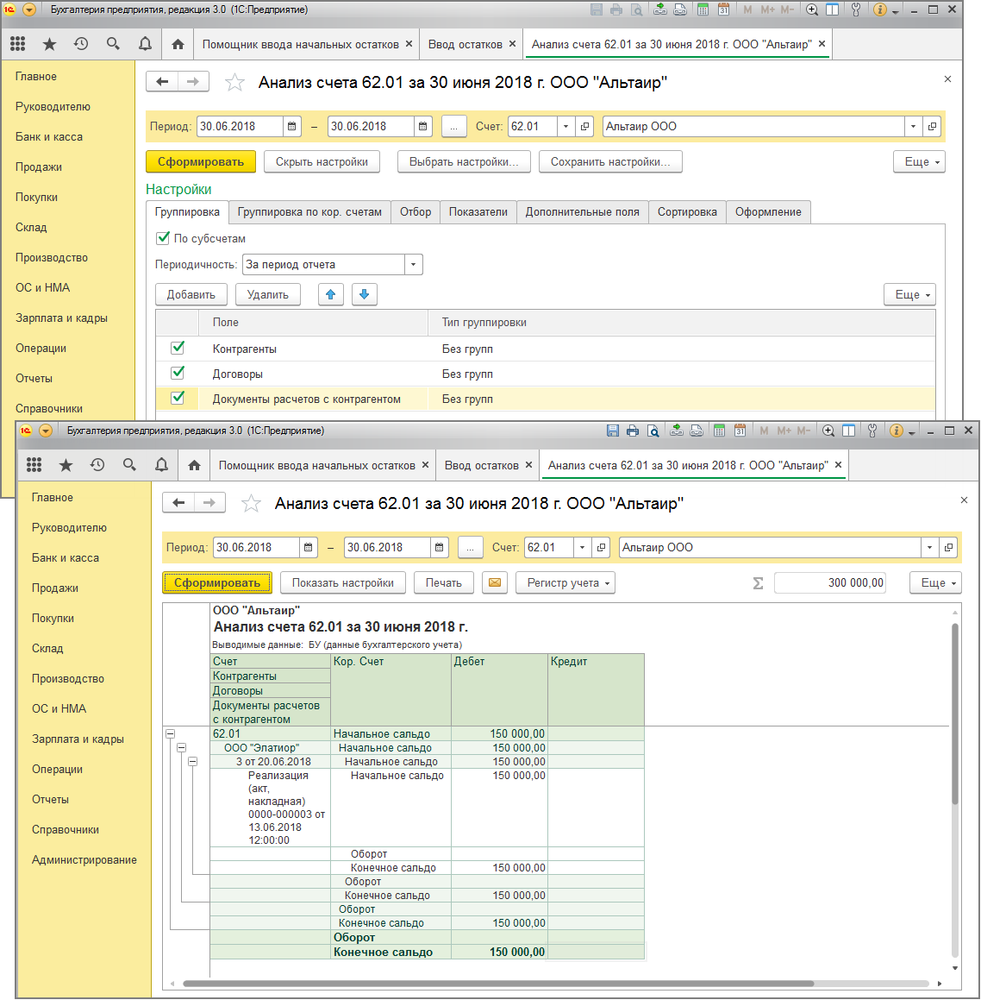 Бухгалтерия предприятия, редакция 3.0 (1С:Предприятие)
M M+ M-
Помощник ввода начальных остатков × Ввод остатков × Анализ счета 62.01 за 30 июня 2018 г. ООО "Альтаир" ×
Главное
Руководителю
Банк и касса
Продажи
Покупки
Склад
Производство
ОС и НМА
Зарплата и кадры
Операции
Отчеты
Справочники
Анализ счета 62.01 за 30 июня 2018 г. ООО "Альтаир"
Период: 30.06.2018 – 30.06.2018 ... Счет: 62.01 Альтаир ООО
Сформировать Скрыть настройки Выбрать настройки... Сохранить настройки... Еще
Настройки
Группировка Группировка по кор. счетам Отбор Показатели Дополнительные поля Сортировка Оформление
По субсчетам
Периодичность: За период отчета
Добавить Удалить Еще
Поле Тип группировки
Контрагенты Без групп
Договоры Без групп
Документы расчетов с контрагентом Без групп
Бухгалтерия предприятия, редакция 3.0 (1С:Предприятие)
M M+ M-
Помощник ввода начальных остатков × Ввод остатков × Анализ счета 62.01 за 30 июня 2018 г. ООО "Альтаир" ×
Главное
Руководителю
Банк и касса
Продажи
Покупки
Склад
Производство
ОС и НМА
Зарплата и кадры
Операции
Отчеты
Справочники
Администрирование
Анализ счета 62.01 за 30 июня 2018 г. ООО "Альтаир"
Период: 30.06.2018 – 30.06.2018 ... Счет: 62.01 Альтаир ООО
Сформировать Показать настройки Печать Регистр учета Σ 300 000,00 Еще
ООО "Альтаир"
Анализ счета 62.01 за 30 июня 2018 г.
Выводимые данные: БУ (данные бухгалтерского учета)
Счет Кор. Счет Дебет Кредит
Контрагенты
Договоры
Документы расчетов
с контрагентом
62.01 Начальное сальдо 150 000,00
ООО "Элатиор" Начальное сальдо 150 000,00
3 от 20.06.2018 Начальное сальдо 150 000,00
Реализация Начальное сальдо 150 000,00
(акт,
накладная)
0000-000003 от
13.06.2018
12:00:00
Оборот
Конечное сальдо 150 000,00
Оборот
Конечное сальдо 150 000,00
Оборот
Конечное сальдо 150 000,00
Оборот
Конечное сальдо 150 000,00